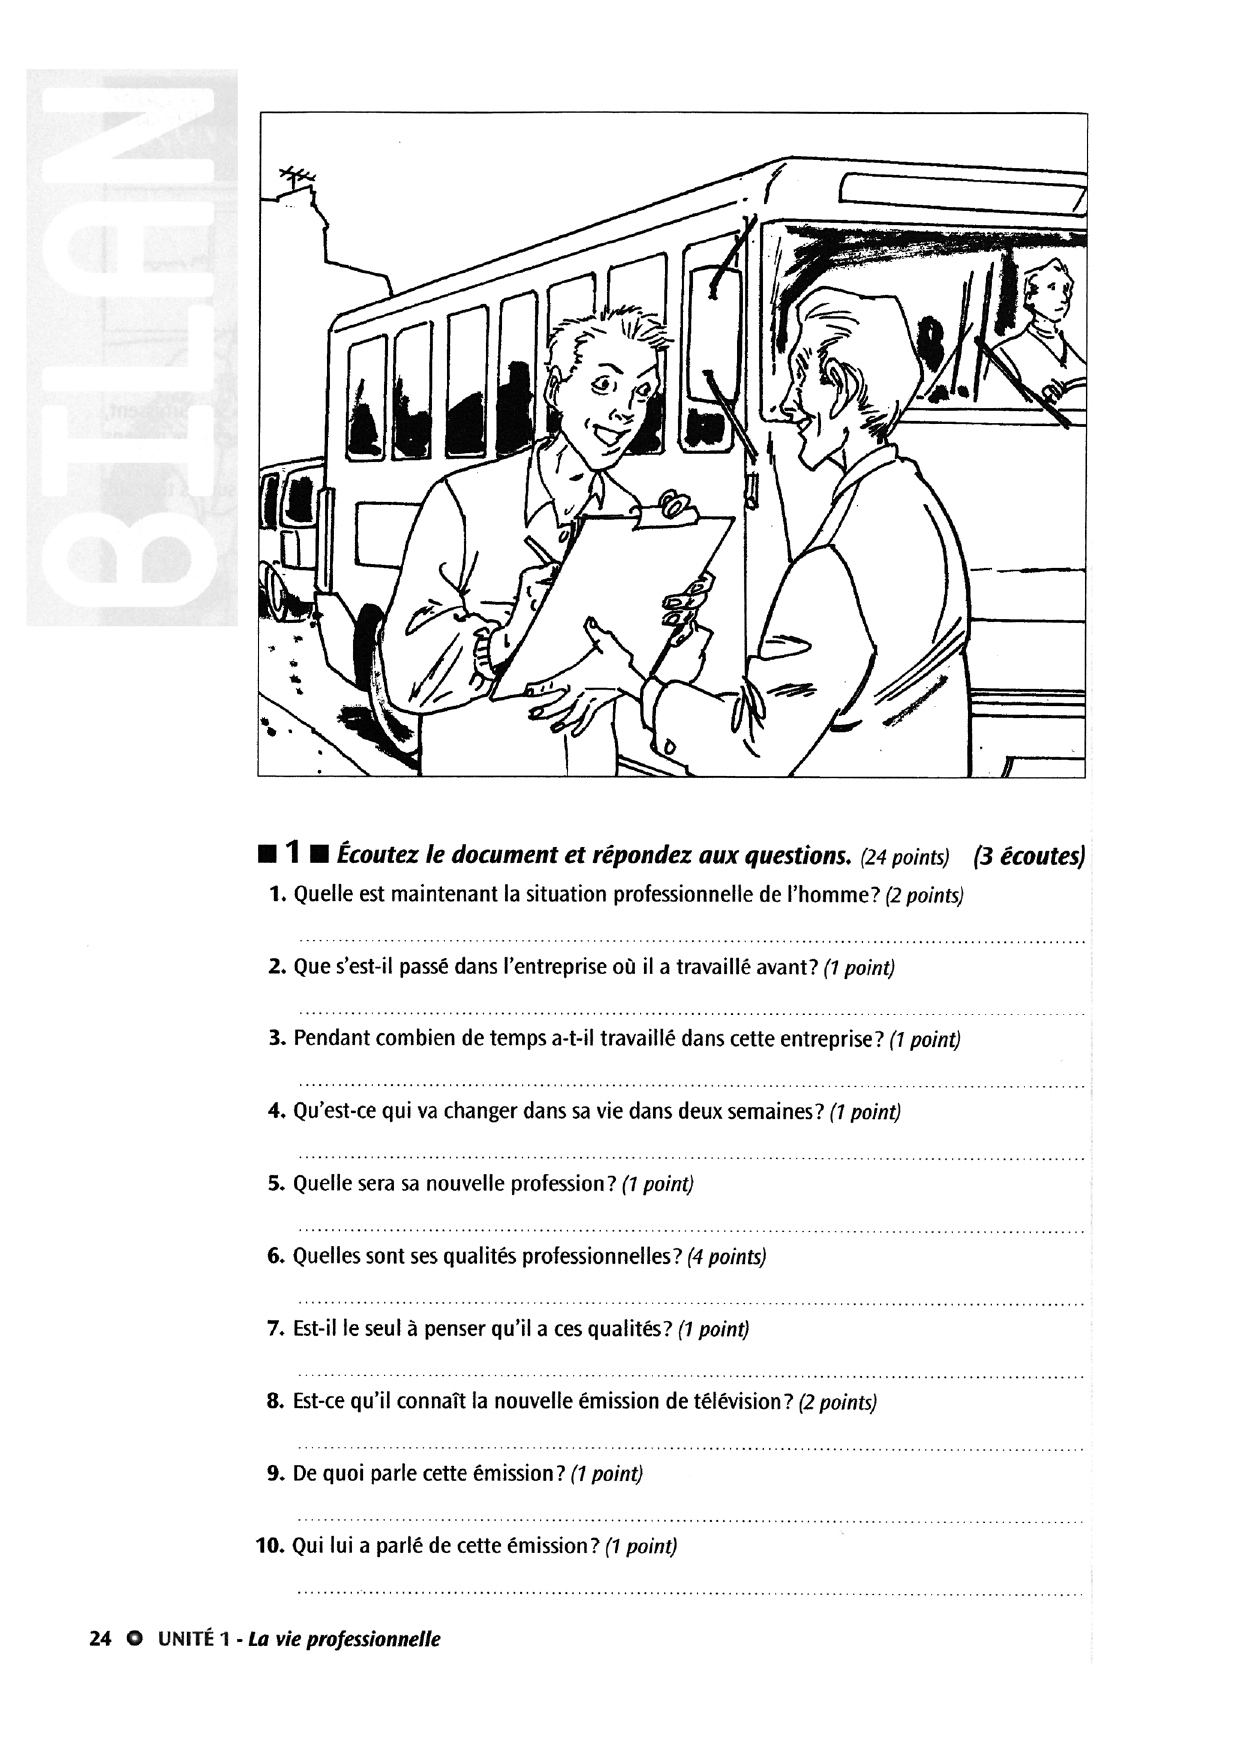 BILAN
■ 1 ■ Écoutez le document et répondez aux questions. (24 points) (3 écoutes)
1. Quelle est maintenant la situation professionnelle de l'homme? (2 points)
2. Que s'est-il passé dans l'entreprise où il a travaillé avant? (1 point)
3. Pendant combien de temps a-t-il travaillé dans cette entreprise? (1 point)
4. Qu'est-ce qui va changer dans sa vie dans deux semaines? (1 point)
5. Quelle sera sa nouvelle profession? (1 point)
6. Quelles sont ses qualités professionnelles? (4 points)
7. Est-il le seul à penser qu'il a ces qualités? (1 point)
8. Est-ce qu'il connaît la nouvelle émission de télévision? (2 points)
9. De quoi parle cette émission? (1 point)
10. Qui lui a parlé de cette émission? (1 point)
24 UNITÉ 1 - La vie professionnelle